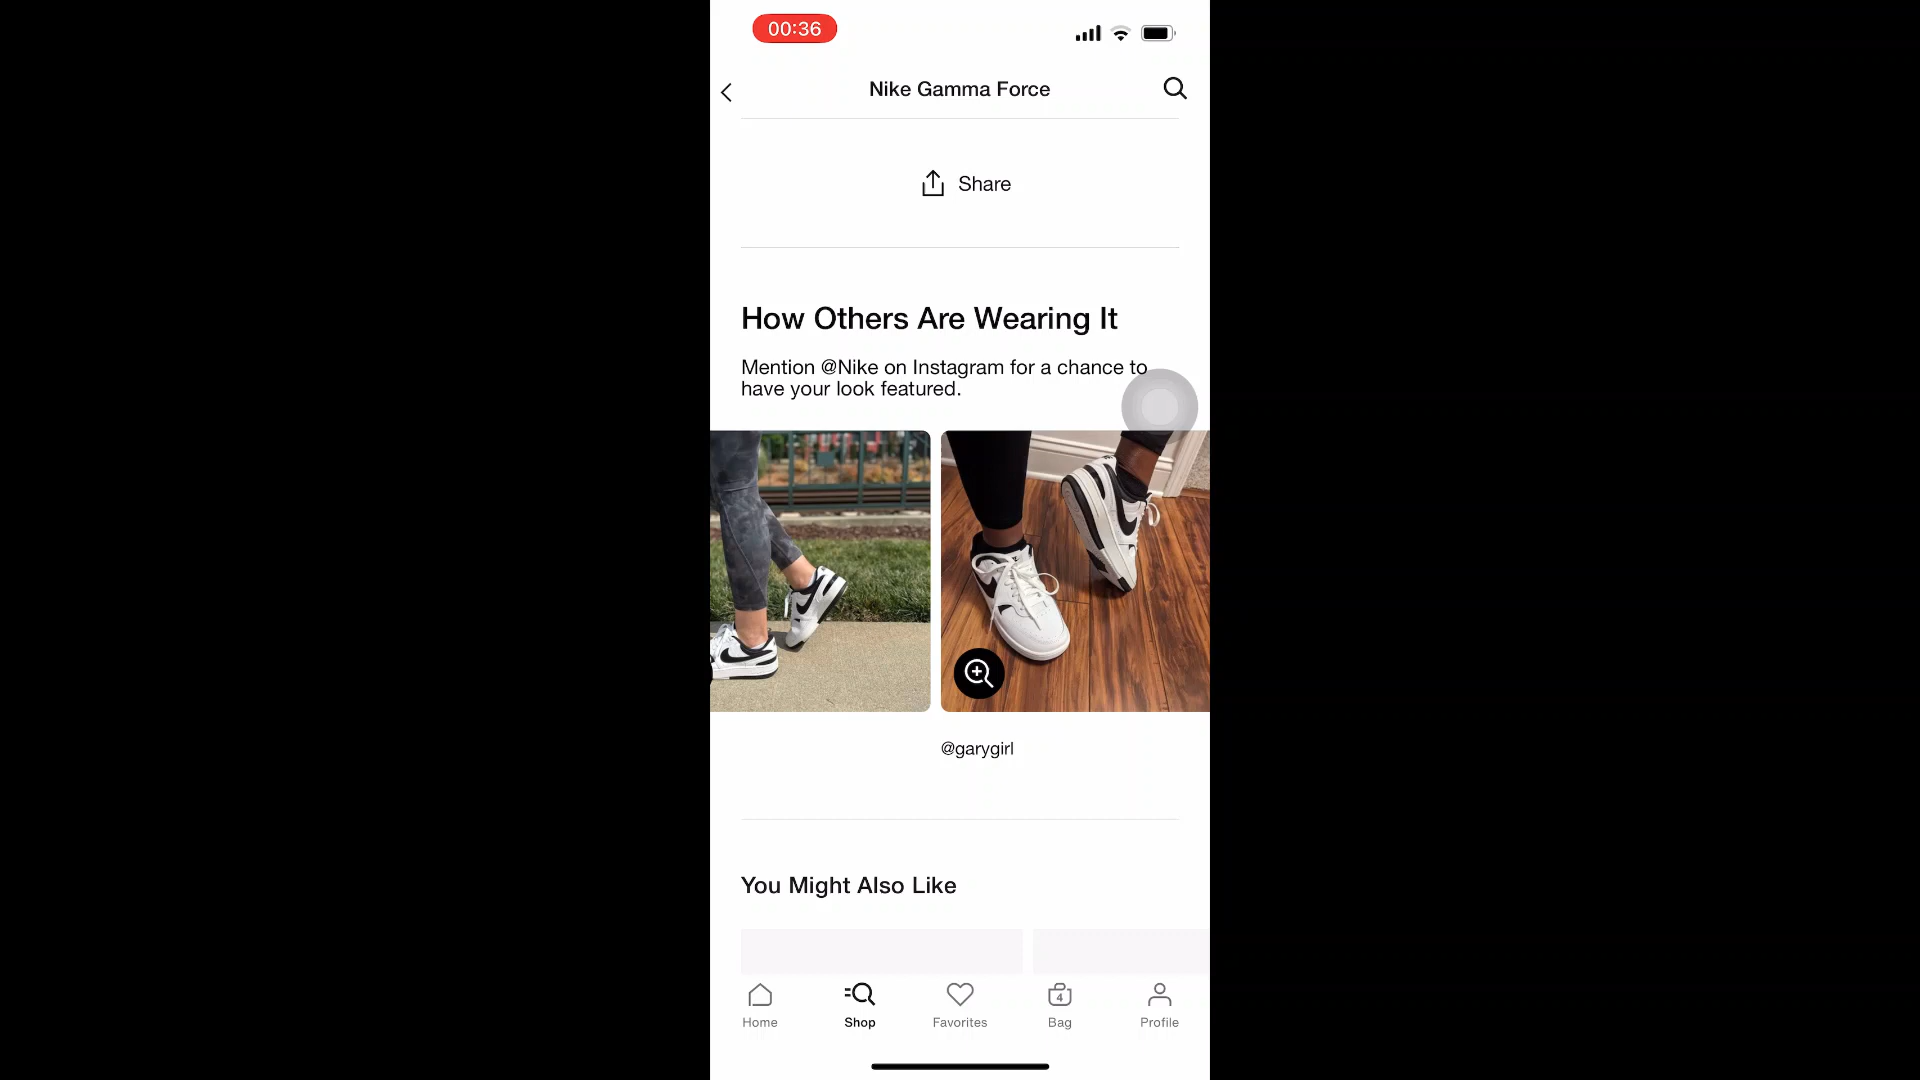 00:36
Nike Gamma Force
Share
How Others Are Wearing It
Mention @Nike on Instagram for a chance to
have your look featured.
@garygirl
You Might Also Like
4
Home
Shop
Favorites
Bag
Profile